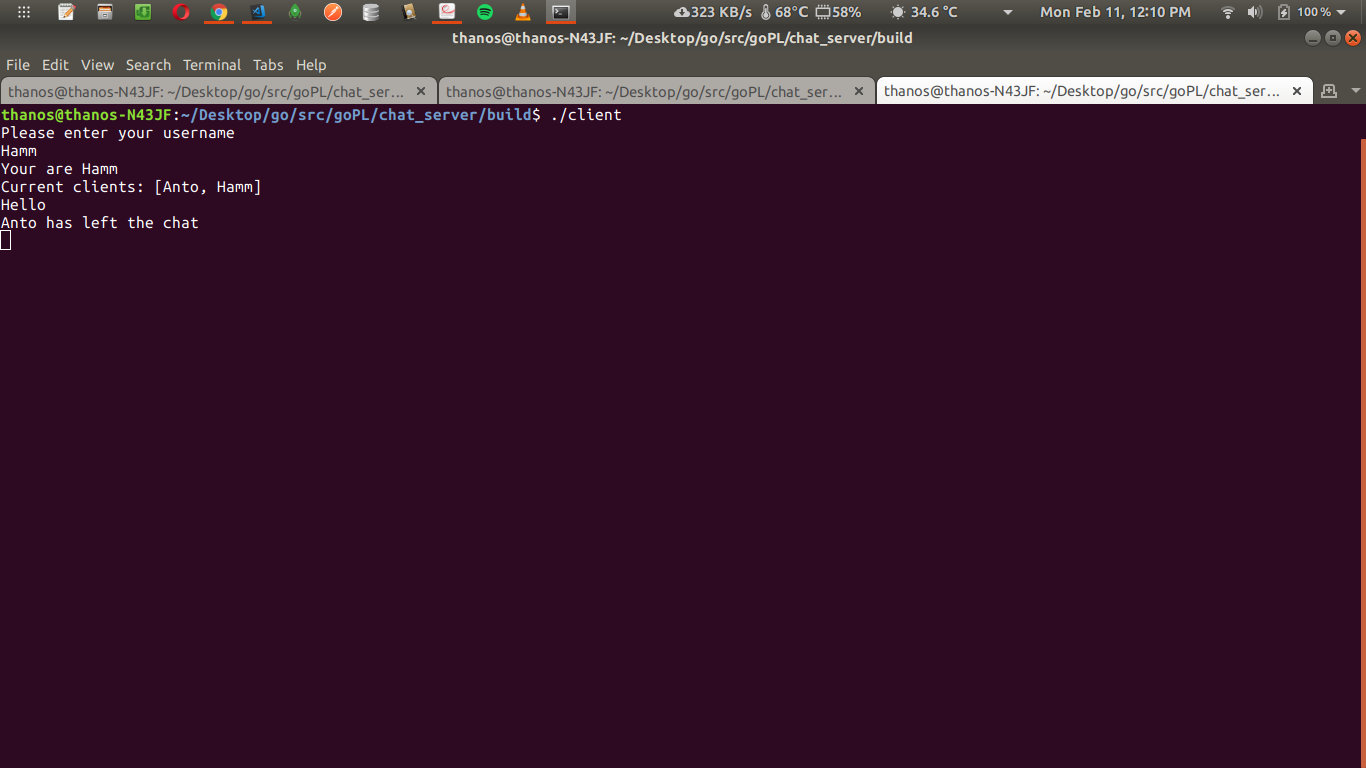 323 KB/s 68°C 58% 34.6 °C Mon Feb 11, 12:10 PM 100 %
thanos@thanos-N43JF: ~/Desktop/go/src/goPL/chat_server/build
File Edit View Search Terminal Tabs Help
thanos@thanos-N43JF: ~/Desktop/go/src/goPL/chat_ser... thanos@thanos-N43JF: ~/Desktop/go/src/goPL/chat_ser... thanos@thanos-N43JF: ~/Desktop/go/src/goPL/chat_ser...
thanos@thanos-N43JF:~/Desktop/go/src/goPL/chat_server/build$ ./client
Please enter your username
Hamm
Your are Hamm
Current clients: [Anto, Hamm]
Hello
Anto has left the chat